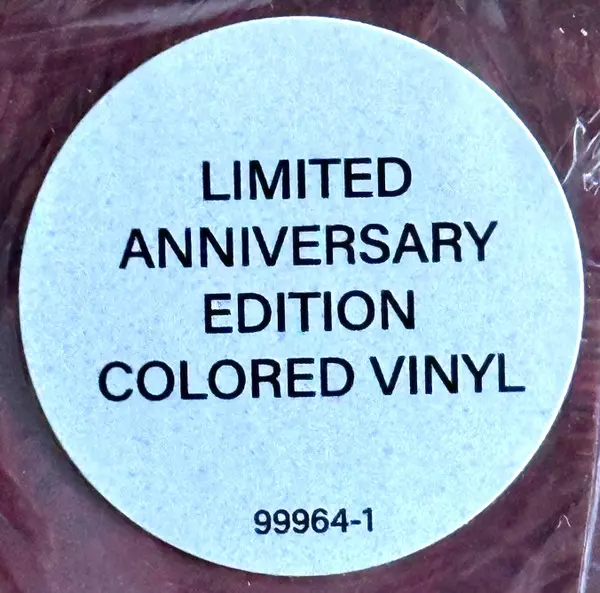 LIMITED
ANNIVERSARY
EDITION
COLORED VINYL
99964-1